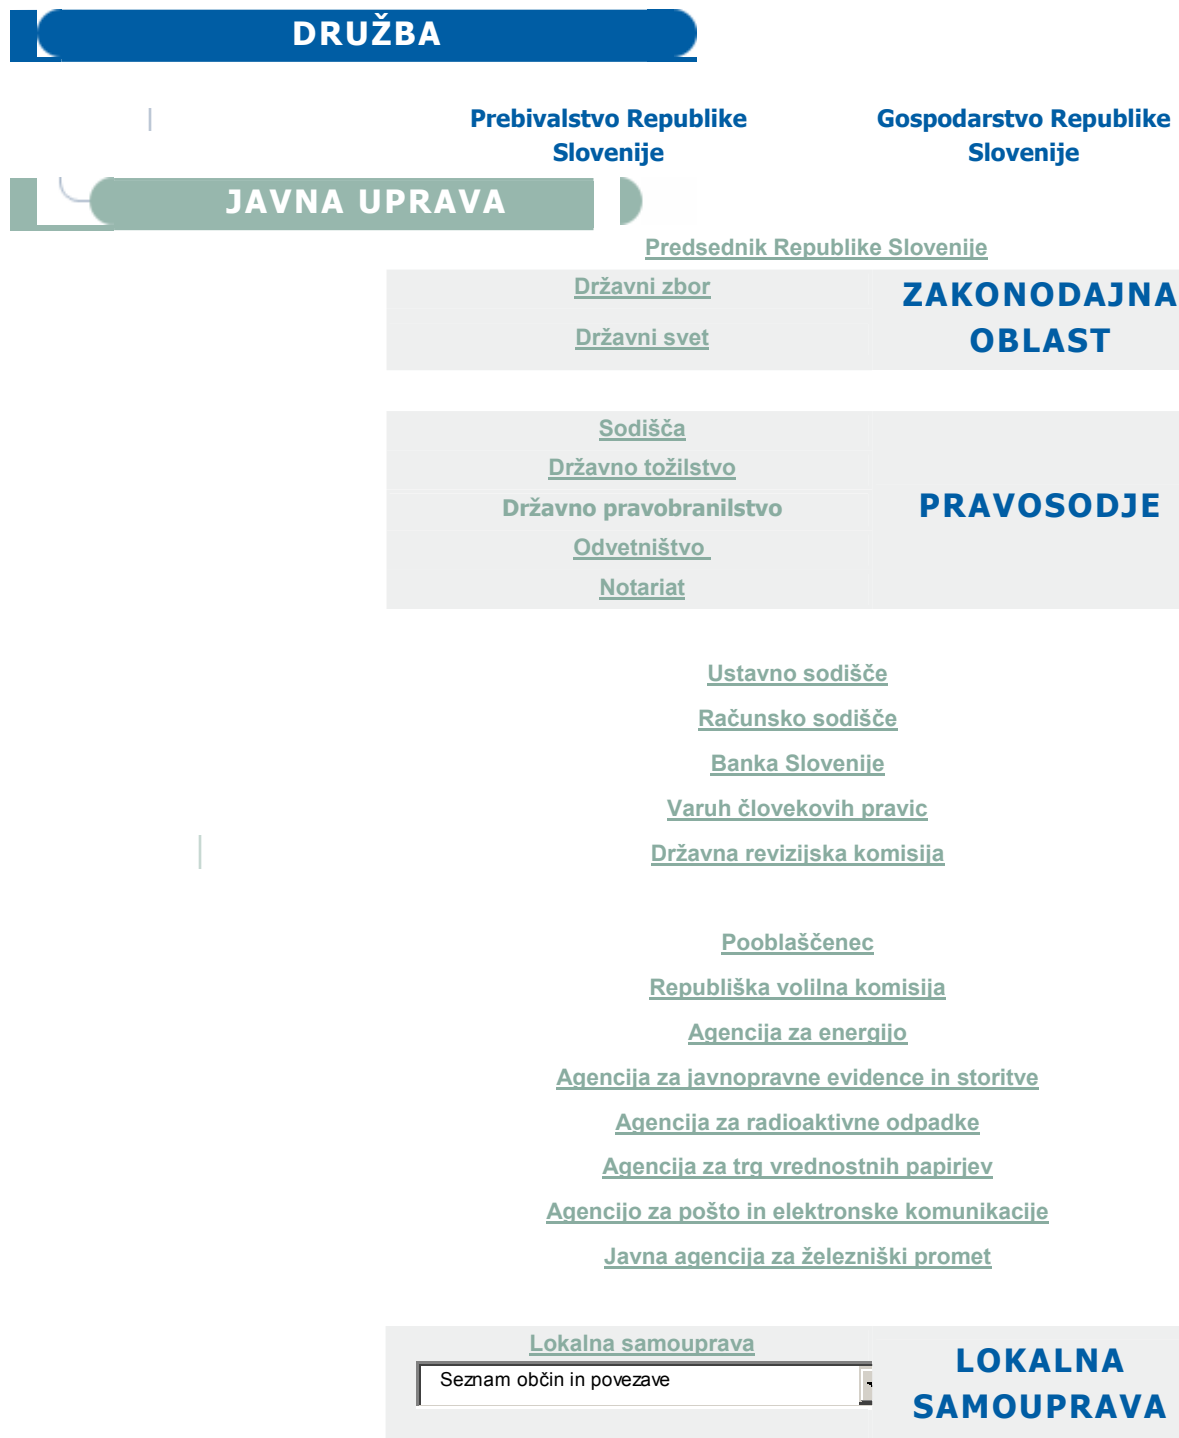 DRUŽBA
Prebivalstvo Republike
Slovenije
Gospodarstvo Republike
Slovenije
JAVNA UPRAVA
Predsednik Republike Slovenije
Državni zbor
Državni svet
ZAKONODAJNA
OBLAST
Sodišča
Državno tožilstvo
Državno pravobranilstvo
Odvetništvo
Notariat
PRAVOSODJE
Ustavno sodišče
Računsko sodišče
Banka Slovenije
Varuh človekovih pravic
Državna revizijska komisija
Pooblaščenec
Republiška volilna komisija
Agencija za energijo
Agencija za javnopravne evidence in storitve
Agencija za radioaktivne odpadke
Agencija za trg vrednostnih papirjev
Agencijo za pošto in elektronske komunikacije
Javna agencija za železniški promet
Lokalna samouprava
Seznam občin in povezave
LOKALNA
SAMOUPRAVA